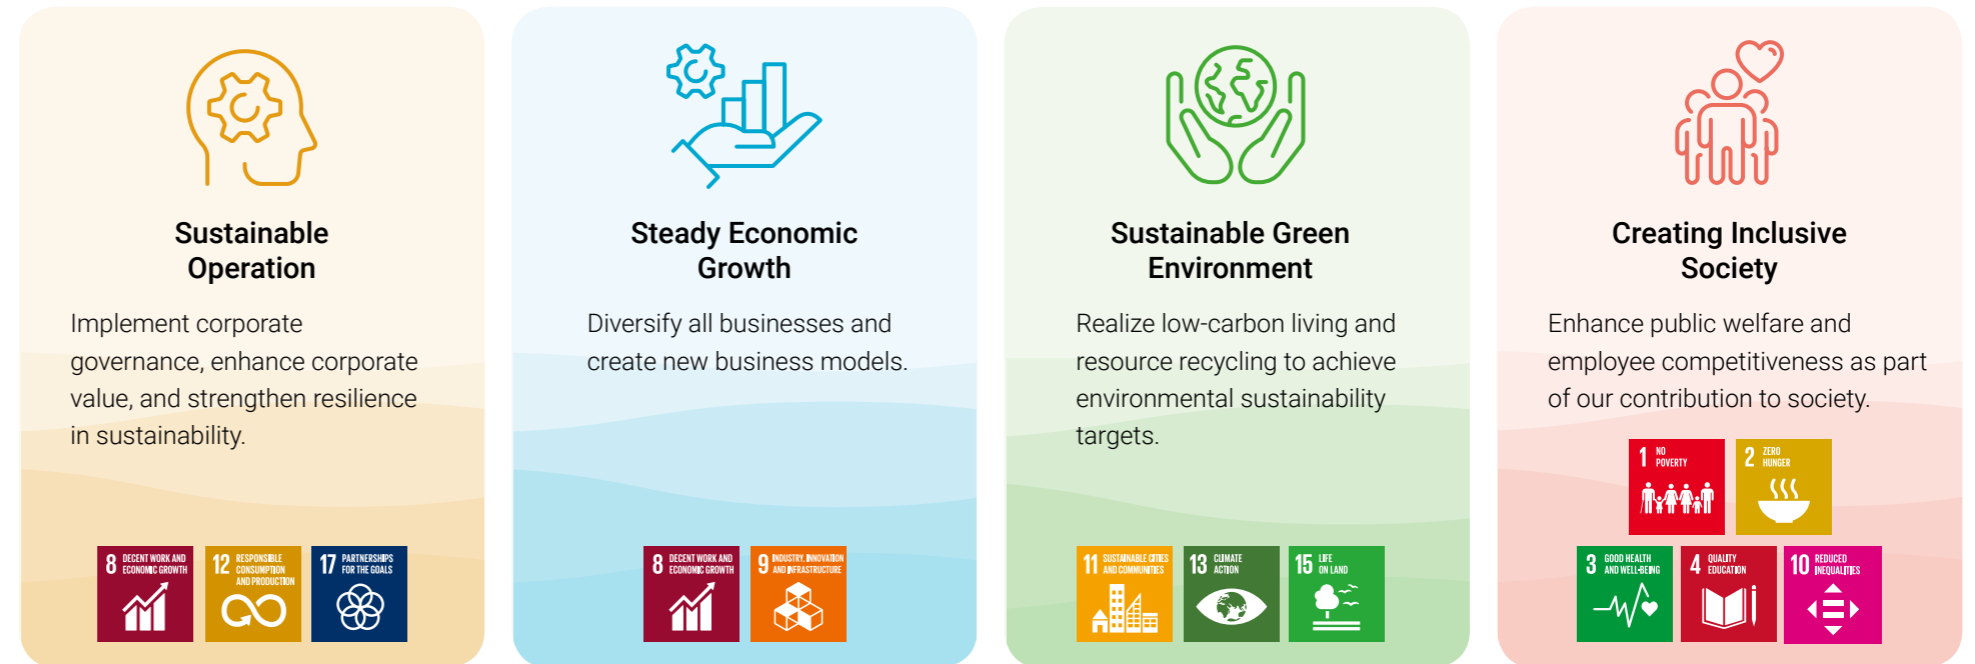 Sustainable
Operation
Implement corporate
governance, enhance corporate
value, and strengthen resilience
in sustainability.
8 DECENT WORK AND
ECONOMIC GROWTH
12 RESPONSIBLE
CONSUMPTION
AND PRODUCTION
17 PARTNERSHIPS
FOR THE GOALS
Steady Economic
Growth
Diversify all businesses and
create new business models.
8 DECENT WORK AND
ECONOMIC GROWTH
9 INDUSTRY, INNOVATION
AND INFRASTRUCTURE
Sustainable Green
Environment
Realize low-carbon living and
resource recycling to achieve
environmental sustainability
targets.
11 SUSTAINABLE CITIES
AND COMMUNITIES
13 CLIMATE
ACTION
15 LIFE
ON LAND
Creating Inclusive
Society
Enhance public welfare and
employee competitiveness as part
of our contribution to society.
1 NO
POVERTY
2 ZERO
HUNGER
3 GOOD HEALTH
AND WELL-BEING
4 QUALITY
EDUCATION
10 REDUCED
INEQUALITIES